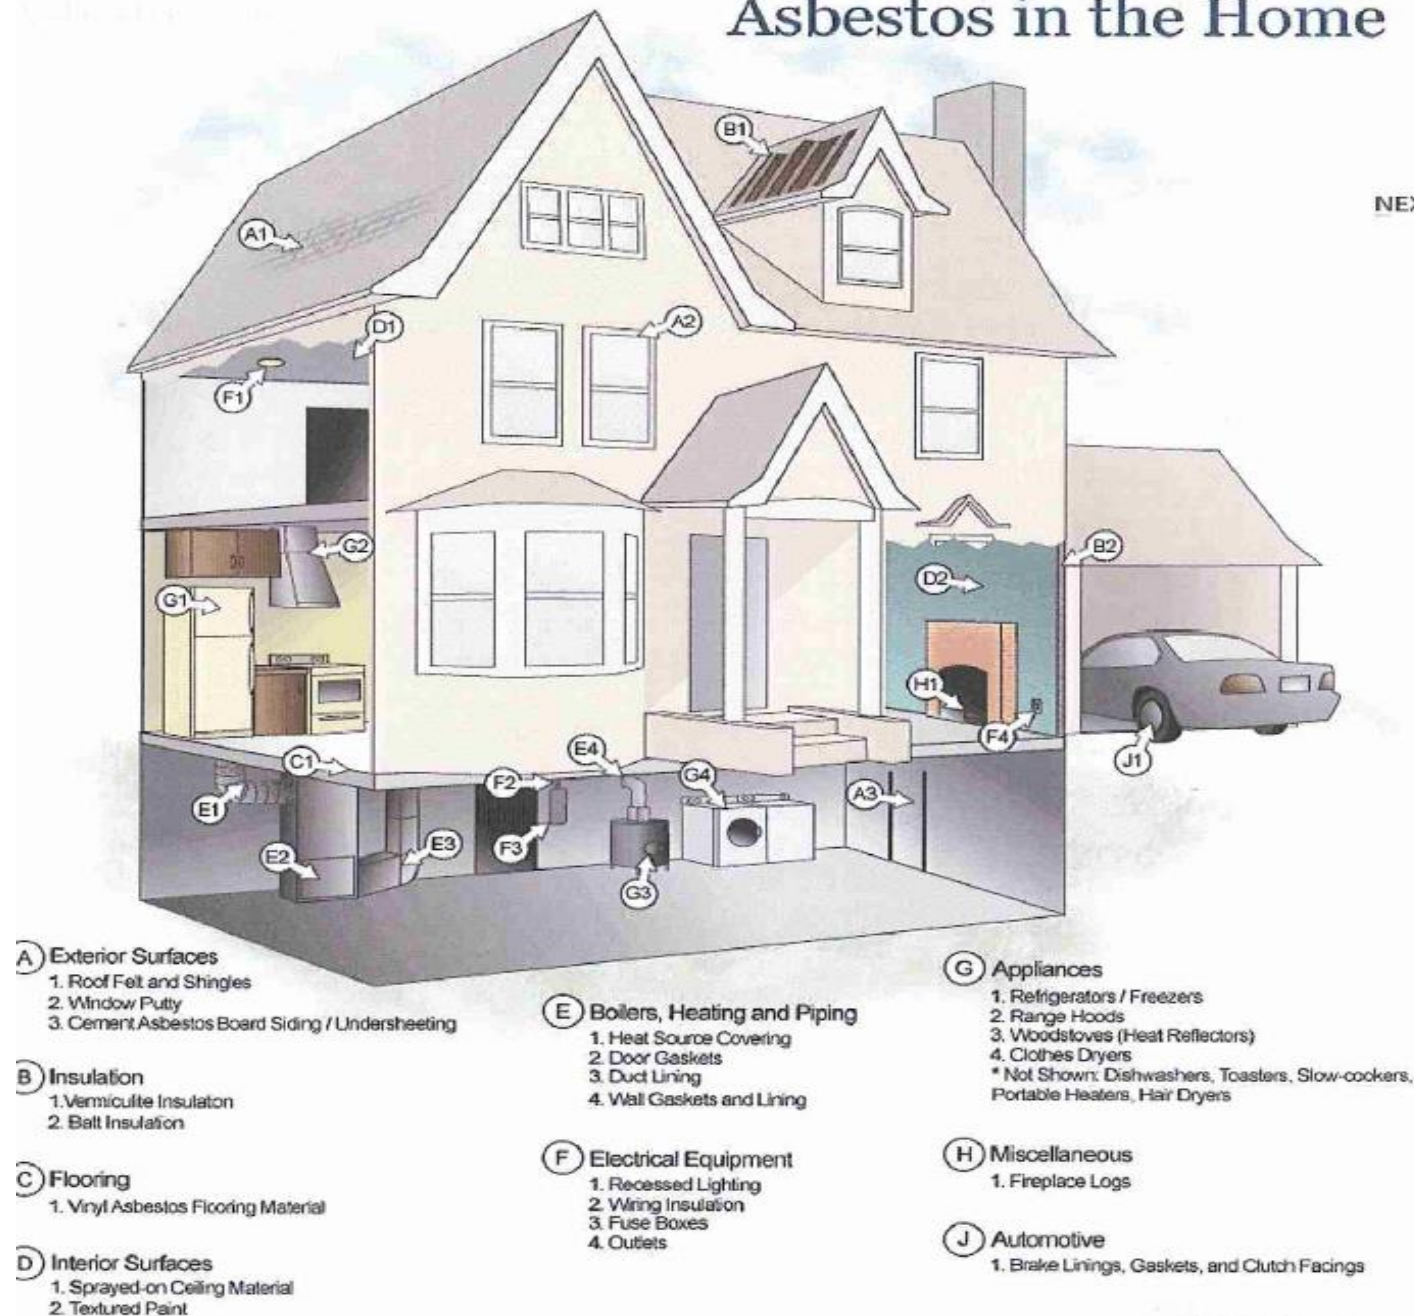 Asbestos in the Home
B1
A1
D1
A2
F1
G2
B2
G1
D2
H1
F4
C1
E4
J1
F2
G4
A3
E1
E2
E3
F3
G3
A Exterior Surfaces
1. Roof Felt and Shingles
2. Window Putty
3. Cement Asbestos Board Siding / Undersheeting
B Insulation
1.Vermiculite Insulaton
2. Batt Insulation
C Flooring
1. Vinyl Asbestos Flooring Material
D Interior Surfaces
1. Sprayed-on Ceiling Material
2. Textured Paint
E Boilers, Heating and Piping
1. Heat Source Covering
2. Door Gaskets
3. Duct Lining
4. Wall Gaskets and Lining
F Electrical Equipment
1. Recessed Lighting
2. Wiring Insulation
3. Fuse Boxes
4. Outlets
G Appliances
1. Refrigerators / Freezers
2. Range Hoods
3. Woodstoves (Heat Reflectors)
4. Clothes Dryers
* Not Shown: Dishwashers, Toasters, Slow-cookers,
Portable Heaters, Hair Dryers
H Miscellaneous
1. Fireplace Logs
J Automotive
1. Brake Linings, Gaskets, and Clutch Facings